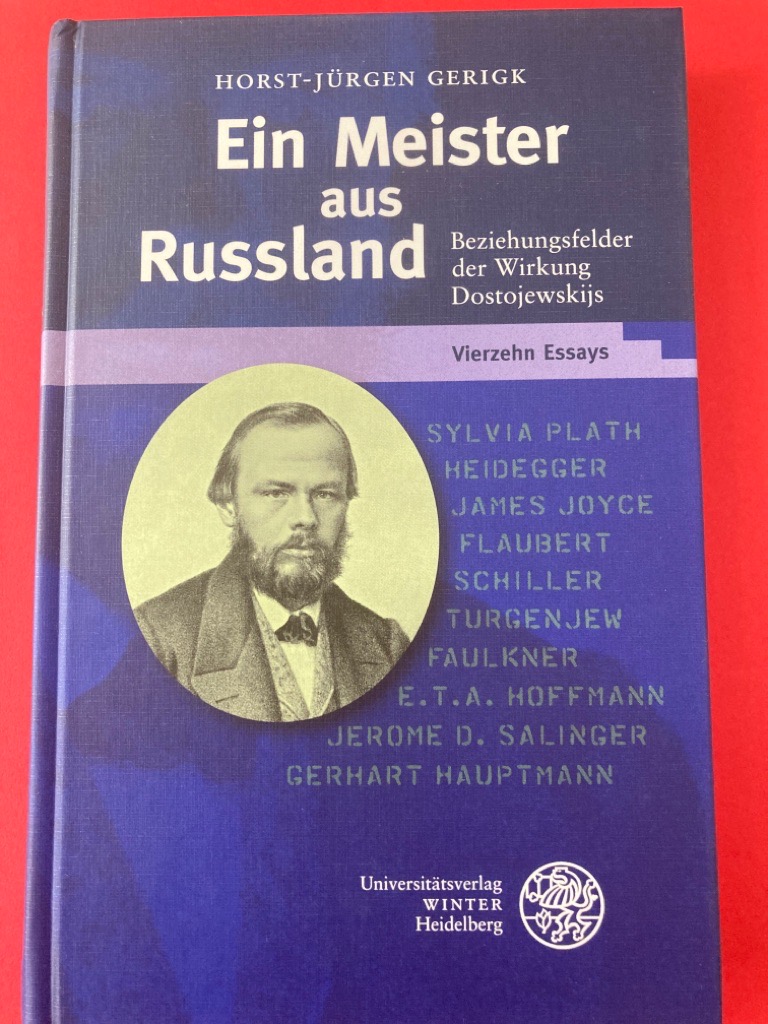 HORST-JÜRGEN GERIGK
Ein Meister
aus
Russland
Beziehungsfelder
der Wirkung
Dostojewskijs
Vierzehn Essays
SYLVIA PLATH
HEIDEGGER
JAMES JOYCE
FLAUBERT
SCHILLER
TURGENJEW
FAULKNER
E.T.A. HOFFMANN
JEROME D. SALINGER
GERHART HAUPTMANN
Universitätsverlag
WINTER
Heidelberg